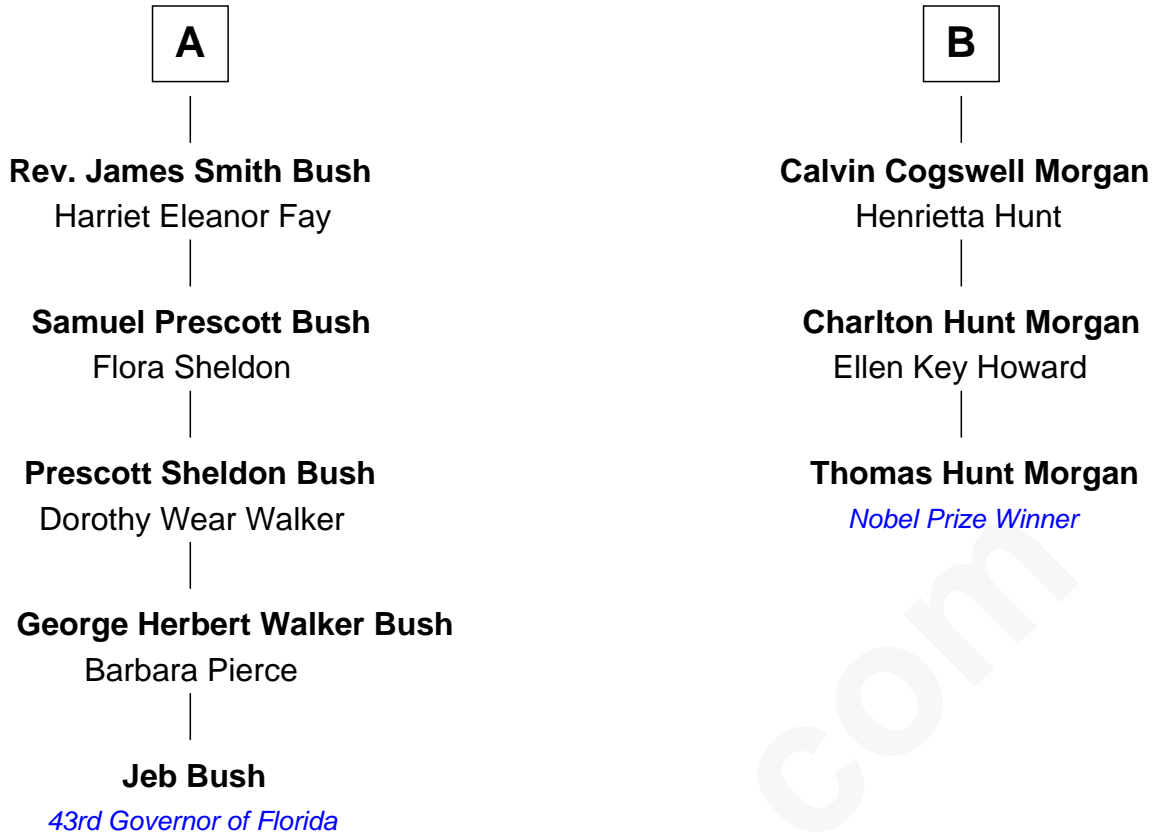 A
Rev. James Smith Bush
Harriet Eleanor Fay
Samuel Prescott Bush
Flora Sheldon
Prescott Sheldon Bush
Dorothy Wear Walker
George Herbert Walker Bush
Barbara Pierce
Jeb Bush
43rd Governor of Florida
B
Calvin Cogswell Morgan
Henrietta Hunt
Charlton Hunt Morgan
Ellen Key Howard
Thomas Hunt Morgan
Nobel Prize Winner
com